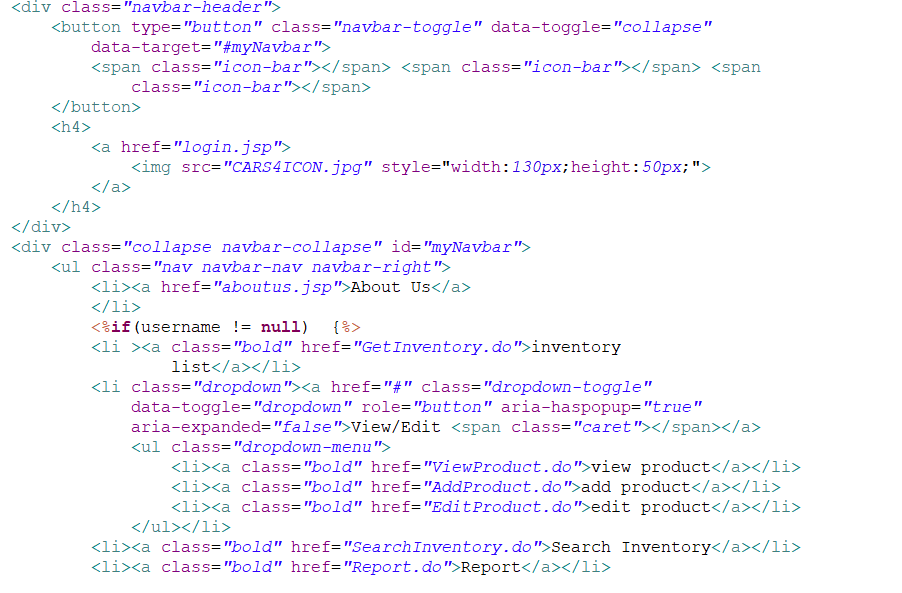 <div class="navbar-header">
<button type="button" class="navbar-toggle" data-toggle="collapse"
data-target="#myNavbar">
<span class="icon-bar"></span> <span class="icon-bar"></span> <span
class="icon-bar"></span>
</button>
<h4>
<a href="login.jsp">
<img src="CARS4ICON.jpg" style="width:130px;height:50px;">
</a>
</h4>
</div>
<div class="collapse navbar-collapse" id="myNavbar">
<ul class="nav navbar-nav navbar-right">
<li><a href="aboutus.jsp">About Us</a>
</li>
<%if(username != null)  {%>
<li ><a class="bold" href="GetInventory.do">inventory
list</a></li>
<li class="dropdown"><a href="#" class="dropdown-toggle"
data-toggle="dropdown" role="button" aria-haspopup="true"
aria-expanded="false">View/Edit <span class="caret"></span></a>
<ul class="dropdown-menu">
<li><a class="bold" href="ViewProduct.do">view product</a></li>
<li><a class="bold" href="AddProduct.do">add product</a></li>
<li><a class="bold" href="EditProduct.do">edit product</a></li>
</ul></li>
<li><a class="bold" href="SearchInventory.do">Search Inventory</a></li>
<li><a class="bold" href="Report.do">Report</a></li>